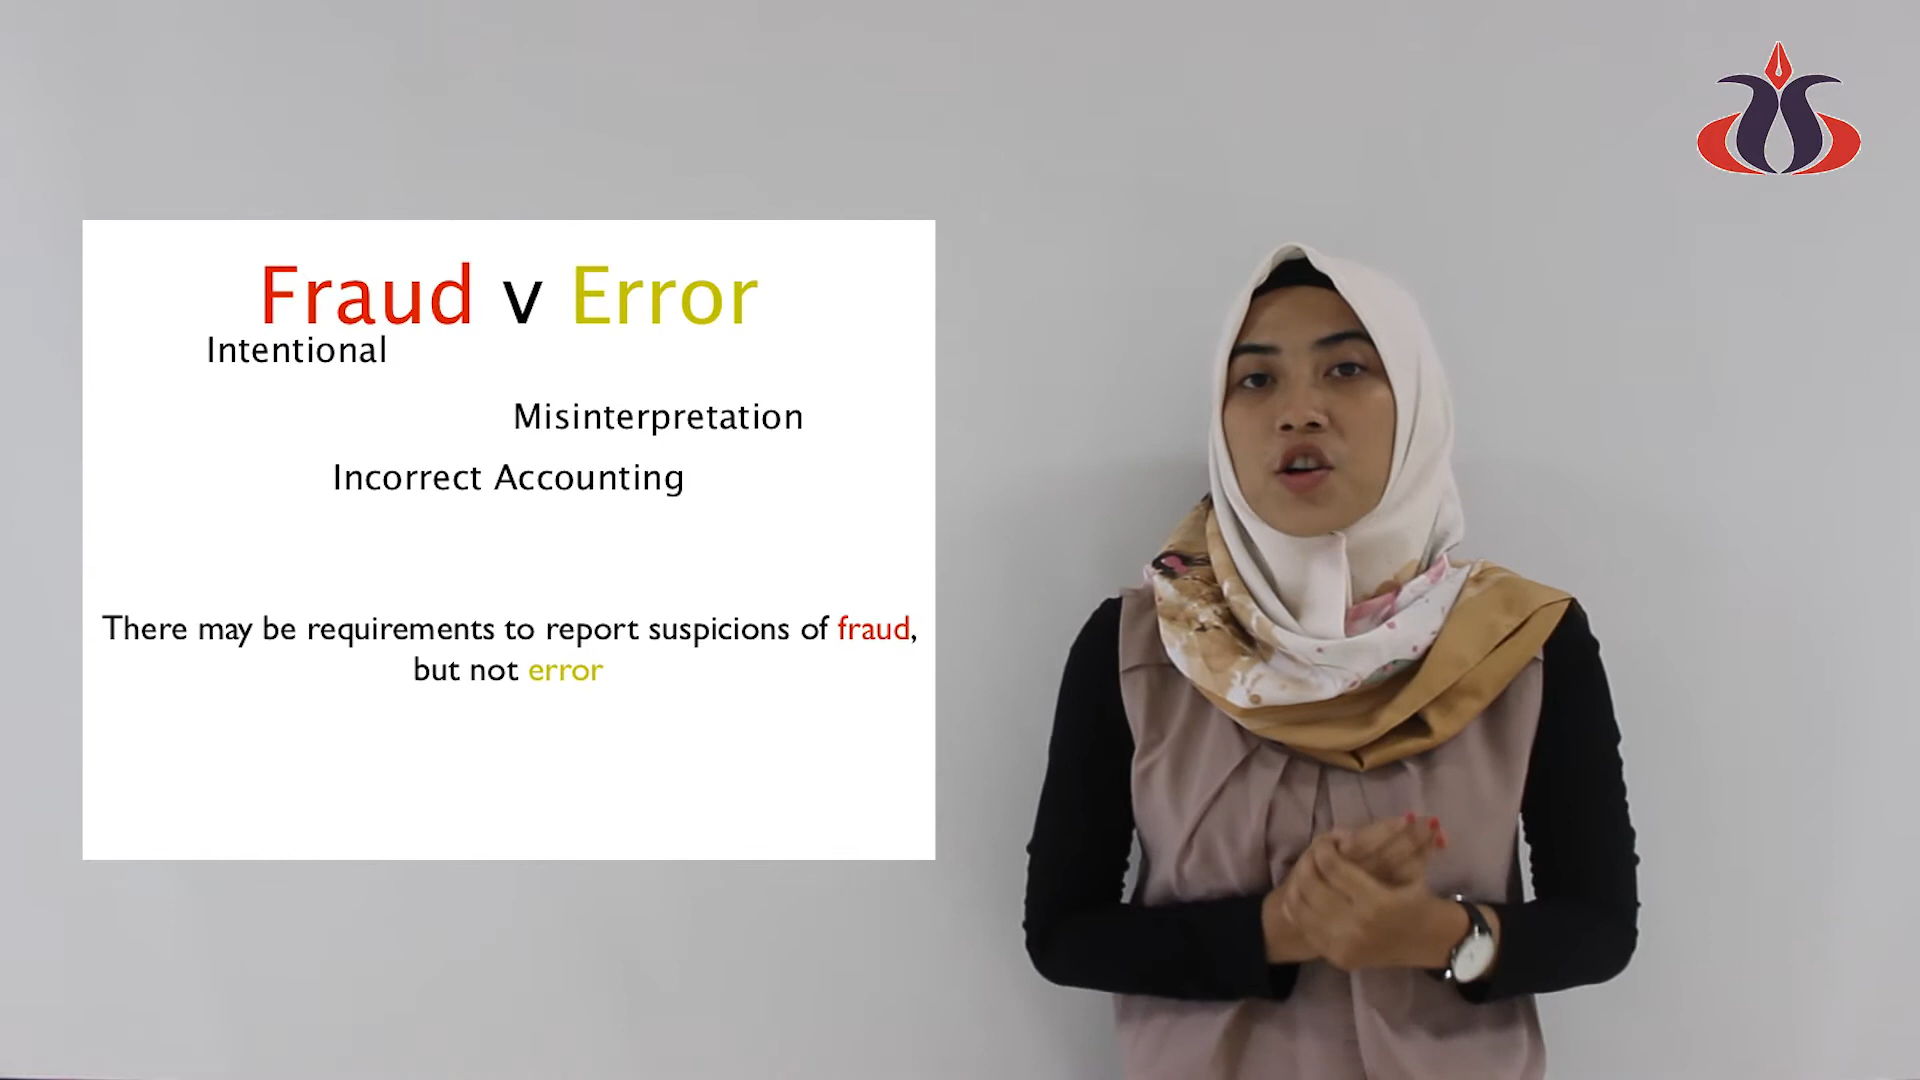 Fraud v Error
Intentional
Misinterpretation
Incorrect Accounting
There may be requirements to report suspicions of fraud,
but not error